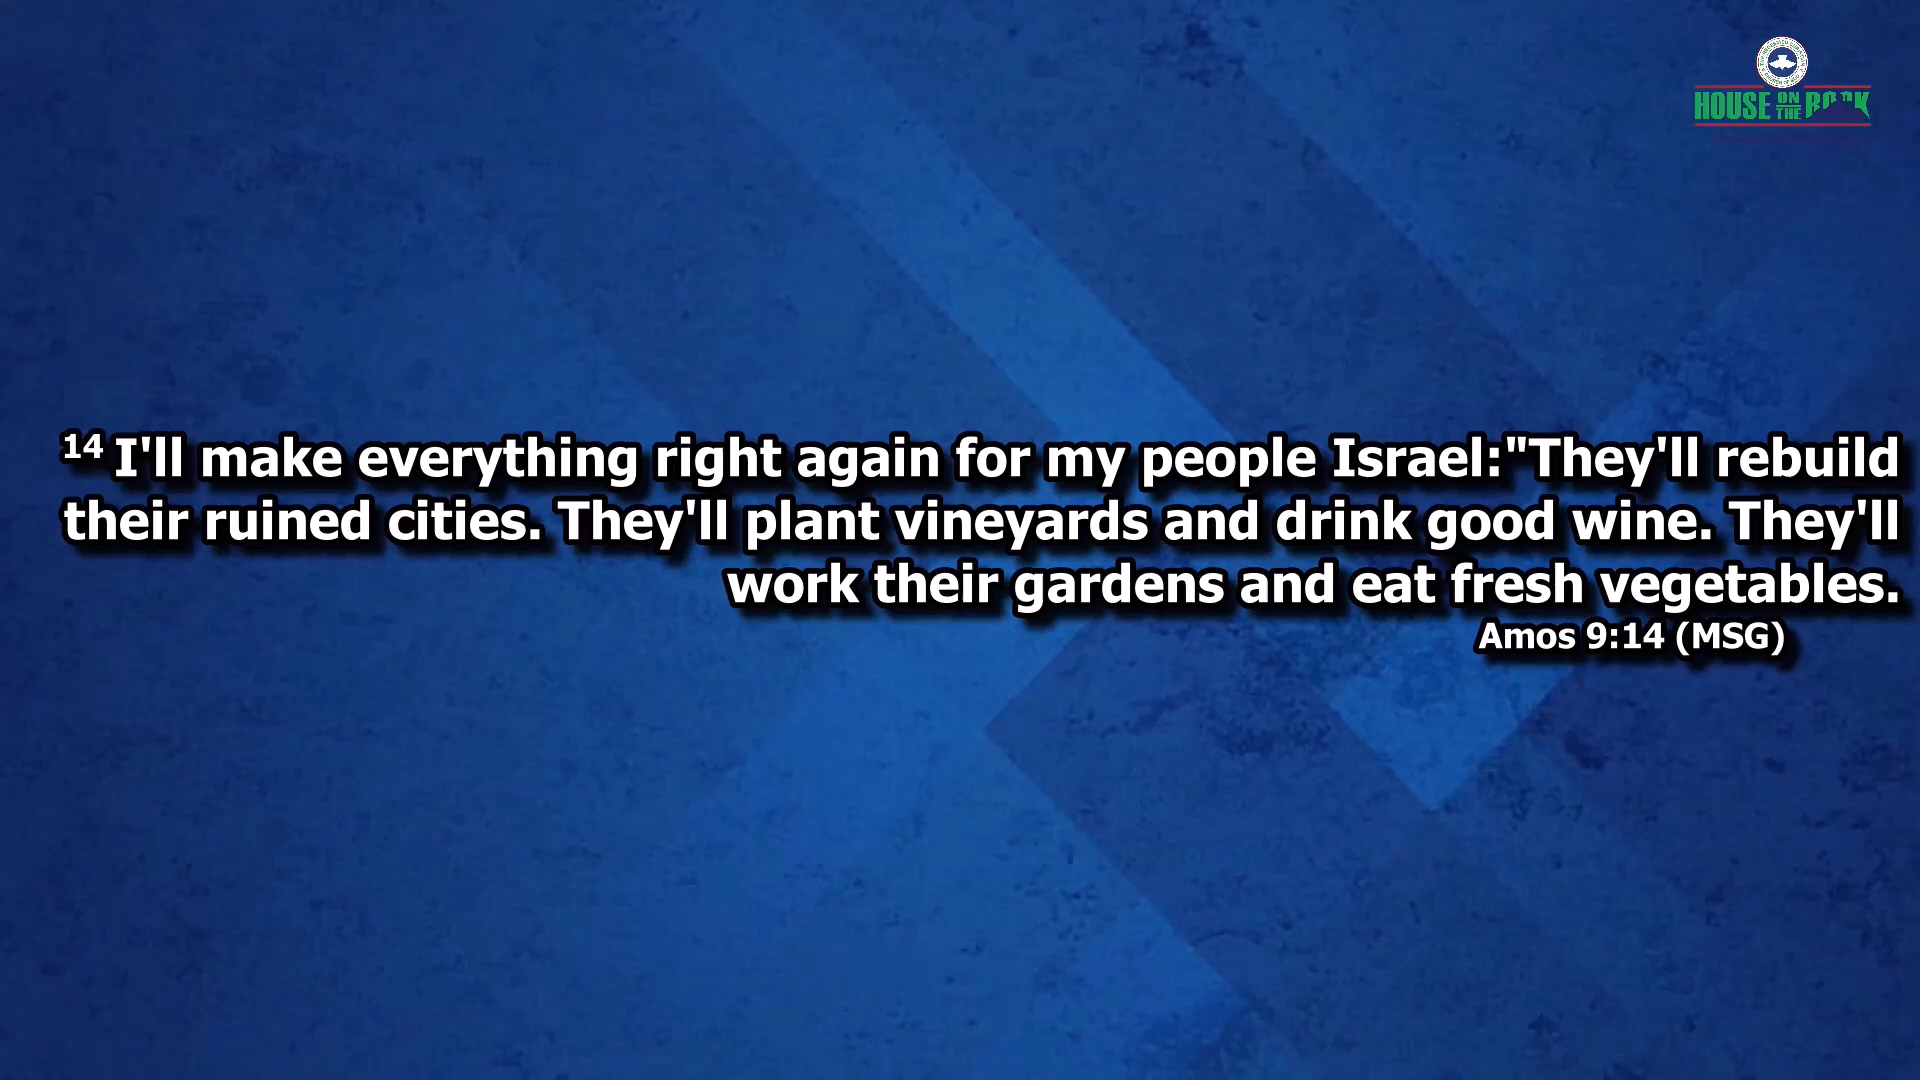 HOUSE ON THE ROCK
14 I'll make everything right again for my people Israel:"They'll rebuild
their ruined cities. They'll plant vineyards and drink good wine. They'll
work their gardens and eat fresh vegetables.
Amos 9:14 (MSG)